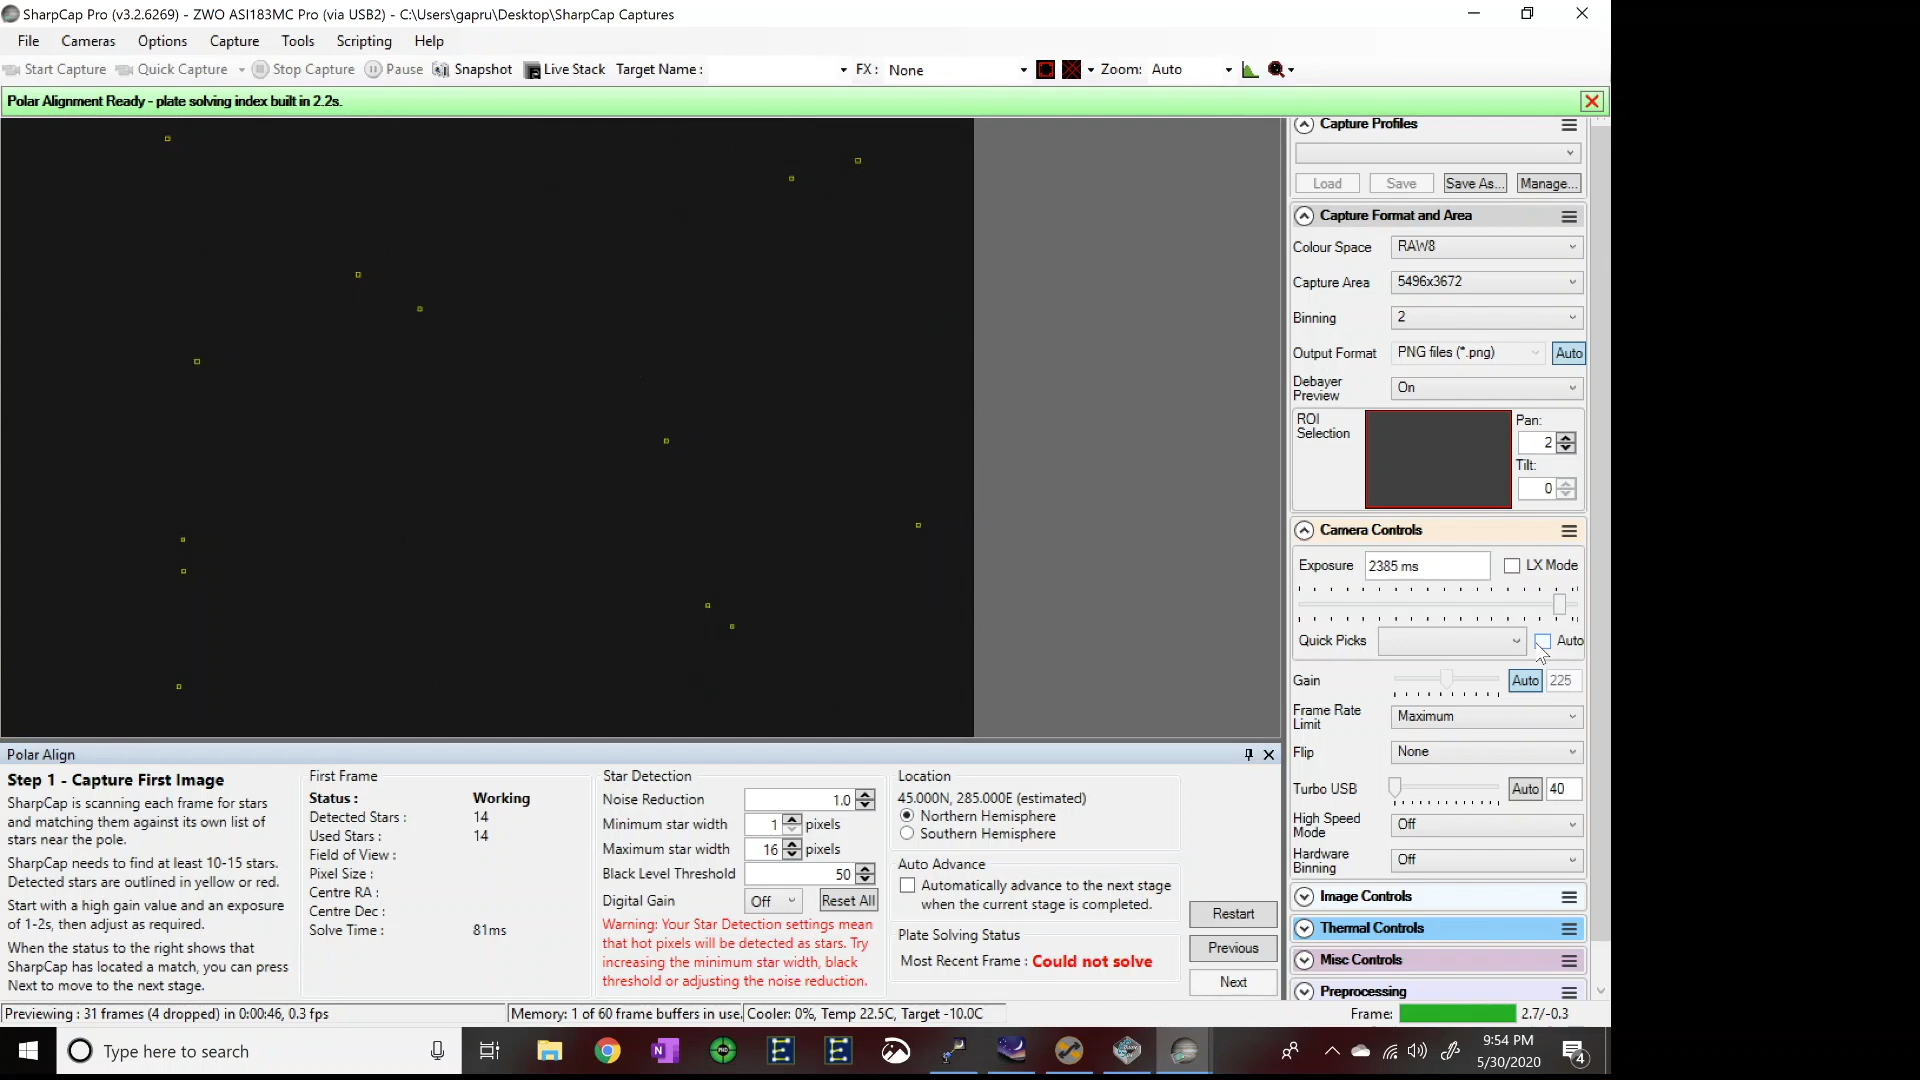 SharpCap Pro (v3.2.6269) - ZWO ASI183MC Pro (via USB2) - C:\Users\gapru\Desktop\SharpCap Captures
File Cameras Options Capture Tools Scripting Help
Start Capture Quick Capture Stop Capture Pause Snapshot Live Stack Target Name : FX : None Zoom: Auto
Polar Alignment Ready - plate solving index built in 2.2s.
Capture Profiles
Load Save Save As... Manage...
Capture Format and Area
Colour Space RAW8
Capture Area 5496x3672
Binning 2
Output Format PNG files (*.png) Auto
Debayer
Preview On
ROI
Selection
Pan:
2
Tilt:
0
Camera Controls
Exposure 2385 ms LX Mode
Quick Picks Auto
Gain Auto 225
Frame Rate
Limit Maximum
Flip None
Turbo USB Auto 40
High Speed
Mode Off
Hardware
Binning Off
Image Controls
Thermal Controls
Misc Controls
Preprocessing
Polar Align
Step 1 - Capture First Image
SharpCap is scanning each frame for stars
and matching them against its own list of
stars near the pole.
SharpCap needs to find at least 10-15 stars.
Detected stars are outlined in yellow or red.
Start with a high gain value and an exposure
of 1-2s, then adjust as required.
When the status to the right shows that
SharpCap has located a match, you can press
Next to move to the next stage.
First Frame
Status : Working
Detected Stars : 14
Used Stars : 14
Field of View :
Pixel Size :
Centre RA :
Centre Dec :
Solve Time : 81ms
Star Detection
Noise Reduction 1.0
Minimum star width 1 pixels
Maximum star width 16 pixels
Black Level Threshold 50
Digital Gain Off Reset All
Warning: Your Star Detection settings mean
that hot pixels will be detected as stars. Try
increasing the minimum star width, black
threshold or adjusting the noise reduction.
Location
45.000N, 285.000E (estimated)
Northern Hemisphere
Southern Hemisphere
Auto Advance
Automatically advance to the next stage
when the current stage is completed.
Plate Solving Status
Most Recent Frame : Could not solve
Restart
Previous
Next
Previewing : 31 frames (4 dropped) in 0:00:46, 0.3 fps Memory: 1 of 60 frame buffers in use. Cooler: 0%, Temp 22.5C, Target -10.0C Frame: 2.7/-0.3
Type here to search
PHD
N
9:54 PM
5/30/2020
4